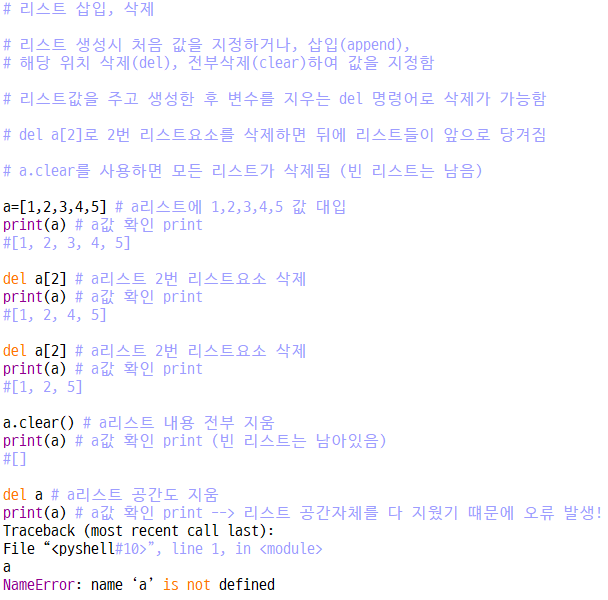 # 리스트 삽입, 삭제
# 리스트 생성시 처음 값을 지정하거나, 삽입(append),
# 해당 위치 삭제(del), 전부삭제(clear)하여 값을 지정함
# 리스트값을 주고 생성한 후 변수를 지우는 del 명령어로 삭제가 가능함
# del a[2]로 2번 리스트요소를 삭제하면 뒤에 리스트들이 앞으로 당겨짐
# a.clear를 사용하면 모든 리스트가 삭제됨 (빈 리스트는 남음)
a=[1,2,3,4,5] # a리스트에 1,2,3,4,5 값 대입
print(a) # a값 확인 print
#[1, 2, 3, 4, 5]
del a[2] # a리스트 2번 리스트요소 삭제
print(a) # a값 확인 print
#[1, 2, 4, 5]
del a[2] # a리스트 2번 리스트요소 삭제
print(a) # a값 확인 print
#[1, 2, 5]
a.clear() # a리스트 내용 전부 지움
print(a) # a값 확인 print (빈 리스트는 남아있음)
#[]
del a # a리스트 공간도 지움
print(a) # a값 확인 print --> 리스트 공간자체를 다 지웠기 떄문에 오류 발생!
Traceback (most recent call last):
File “<pyshell#10>”, line 1, in <module>
a
NameError: name ‘a’ is not defined